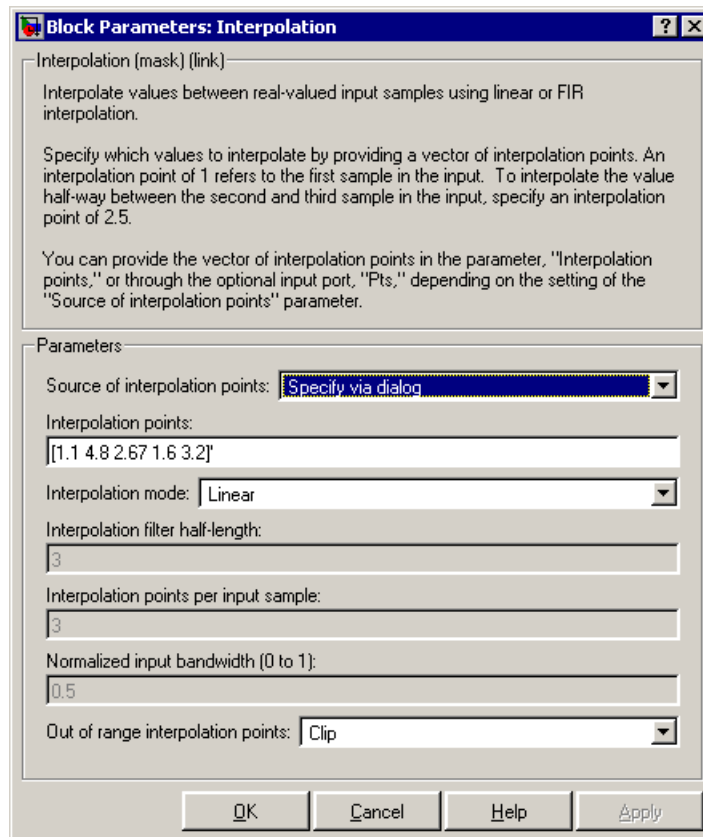 Block Parameters: Interpolation
Interpolation (mask) (link)
Interpolate values between real-valued input samples using linear or FIR
interpolation.
Specify which values to interpolate by providing a vector of interpolation points. An
interpolation point of 1 refers to the first sample in the input. To interpolate the value
half-way between the second and third sample in the input, specify an interpolation
point of 2.5.
You can provide the vector of interpolation points in the parameter, "Interpolation
points," or through the optional input port, "Pts," depending on the setting of the
"Source of interpolation points" parameter.
Parameters
Source of interpolation points: Specify via dialog
Interpolation points:
[1.1 4.8 2.67 1.6 3.2]'
Interpolation mode: Linear
Interpolation filter half-length:
3
Interpolation points per input sample:
3
Normalized input bandwidth (0 to 1):
0.5
Out of range interpolation points: Clip
OK Cancel Help Apply